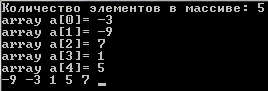 Количество элементов в массиве: 5
array a[0]= -3
array a[1]= -9
array a[2]= 7
array a[3]= 1
array a[4]= 5
-9 -3 1 5 7 _